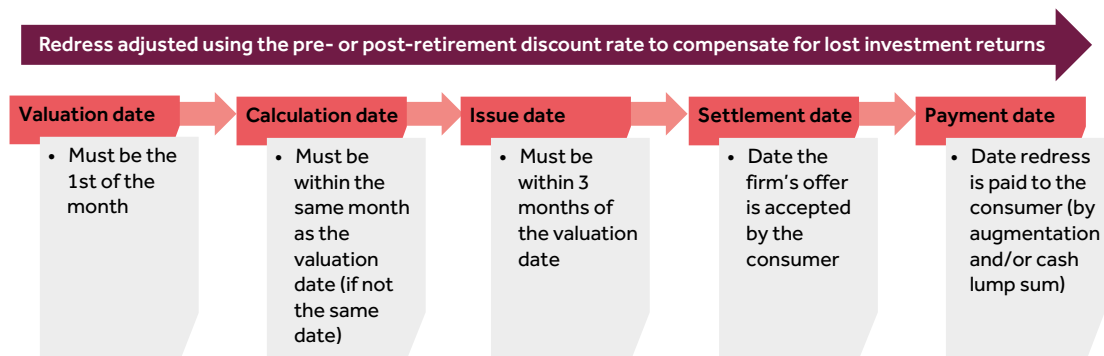 Redress adjusted using the pre- or post-retirement discount rate to compensate for lost investment returns
Valuation date
• Must be the
1st of the
month
Calculation date
• Must be
within the
same month
as the
valuation
date (if not
the same
date)
Issue date
• Must be
within 3
months of
the valuation
date
Settlement date
• Date the
firm's offer
is accepted
by the
consumer
Payment date
• Date redress
is paid to the
consumer (by
augmentation
and/or cash
lump sum)